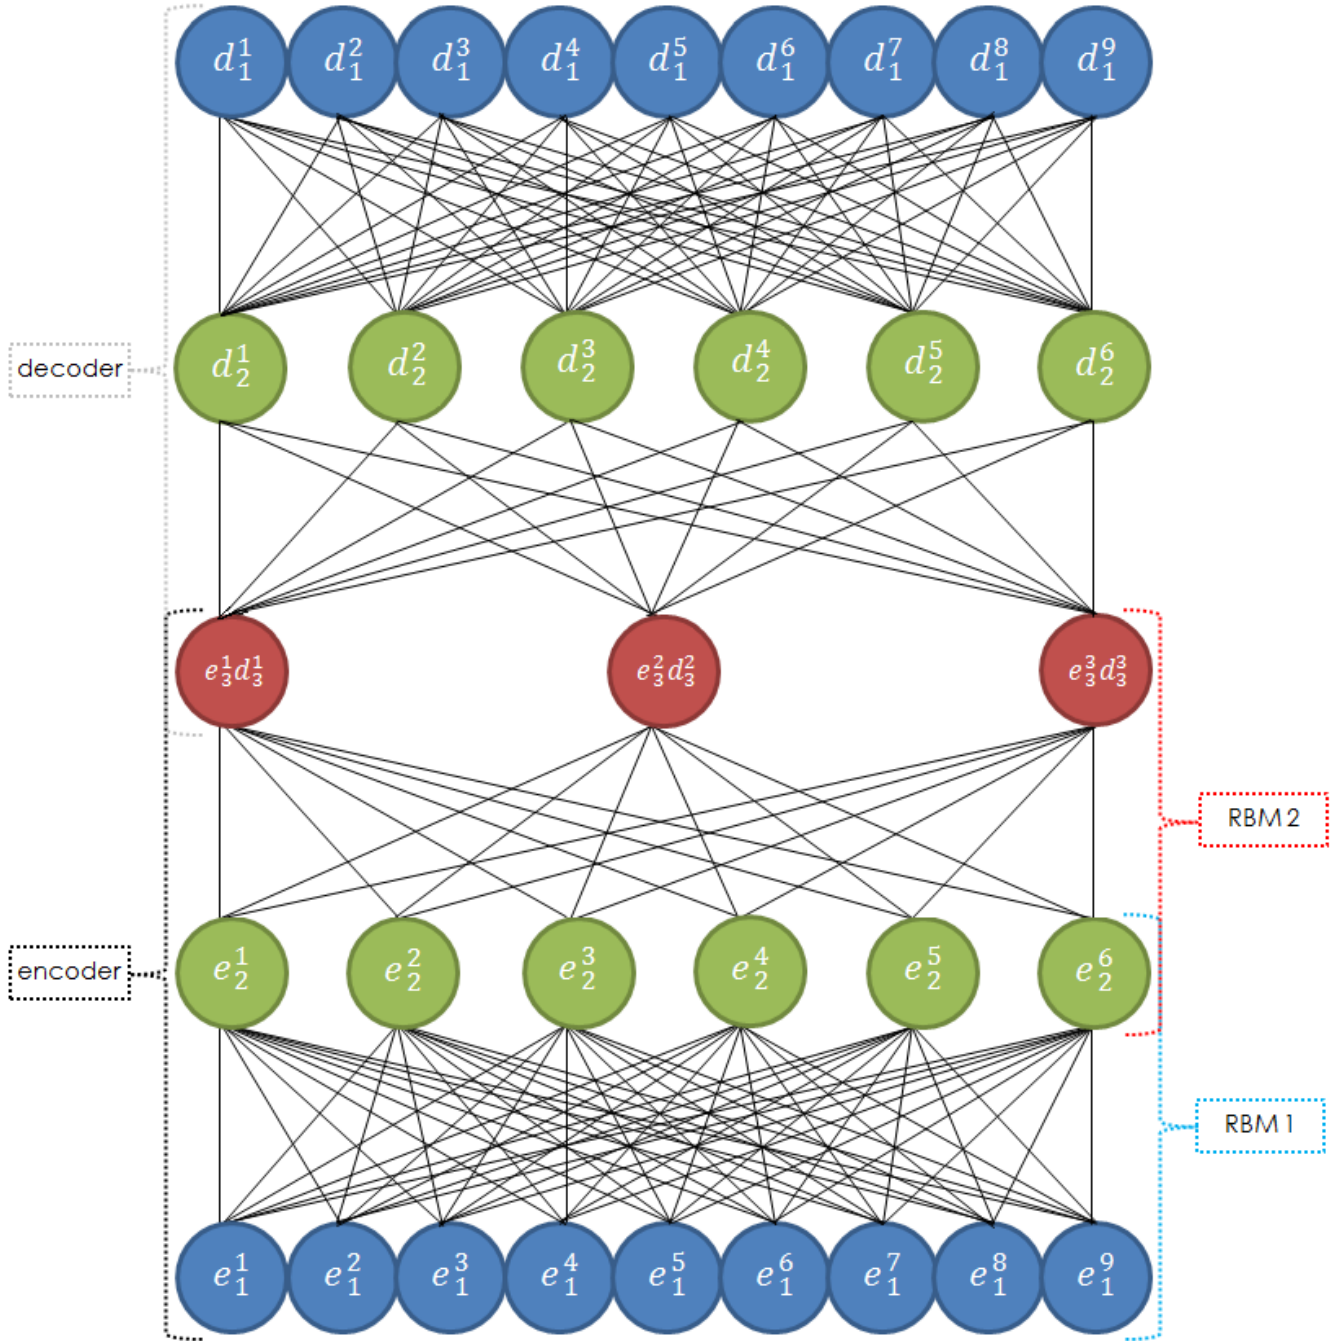 d₁¹ d₁² d₁³ d₁⁴ d₁⁵ d₁⁶ d₁⁷ d₁⁸ d₁⁹
decoder
d₂¹ d₂² d₂³ d₂⁴ d₂⁵ d₂⁶
e₃¹d₃¹ e₃²d₃² e₃³d₃³
RBM 2
encoder
e₂¹ e₂² e₂³ e₂⁴ e₂⁵ e₂⁶
RBM 1
e₁¹ e₁² e₁³ e₁⁴ e₁⁵ e₁⁶ e₁⁷ e₁⁸ e₁⁹